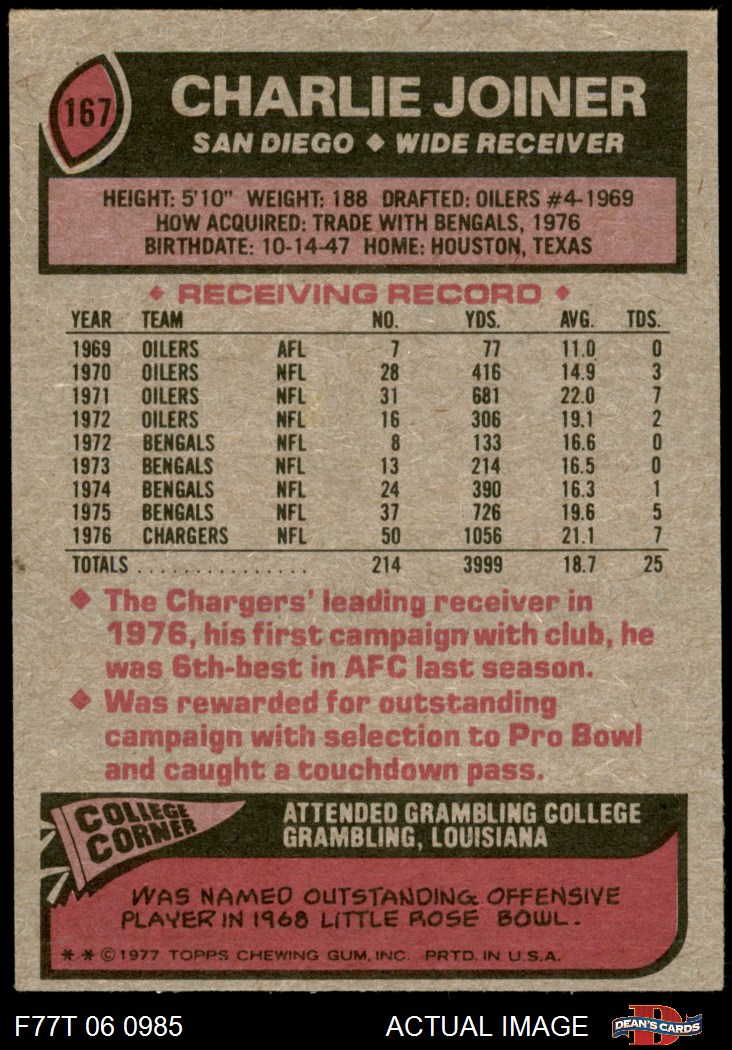 167
CHARLIE JOINER
SAN DIEGO ◆ WIDE RECEIVER
HEIGHT: 5'10" WEIGHT: 188 DRAFTED: OILERS #4-1969
HOW ACQUIRED: TRADE WITH BENGALS, 1976
BIRTHDATE: 10-14-47 HOME: HOUSTON, TEXAS
◆ RECEIVING RECORD ◆
YEAR TEAM NO. YDS. AVG. TDS.
1969 OILERS AFL 7 77 11.0 0
1970 OILERS NFL 28 416 14.9 3
1971 OILERS NFL 31 681 22.0 7
1972 OILERS NFL 16 306 19.1 2
1972 BENGALS NFL 8 133 16.6 0
1973 BENGALS NFL 13 214 16.5 0
1974 BENGALS NFL 24 390 16.3 1
1975 BENGALS NFL 37 726 19.6 5
1976 CHARGERS NFL 50 1056 21.1 7
TOTALS ............... 214 3999 18.7 25
◆ The Chargers' leading receiver in
1976, his first campaign with club, he
was 6th-best in AFC last season.
◆ Was rewarded for outstanding
campaign with selection to Pro Bowl
and caught a touchdown pass.
COLLEGE
CORNER
ATTENDED GRAMBLING COLLEGE
GRAMBLING, LOUISIANA
WAS NAMED OUTSTANDING OFFENSIVE
PLAYER IN 1968 LITTLE ROSE BOWL.
* * © 1977 TOPPS CHEWING GUM, INC. PRTD. IN U.S.A.
F77T 06 0985 ACTUAL IMAGE
D
DEAN'S CARDS